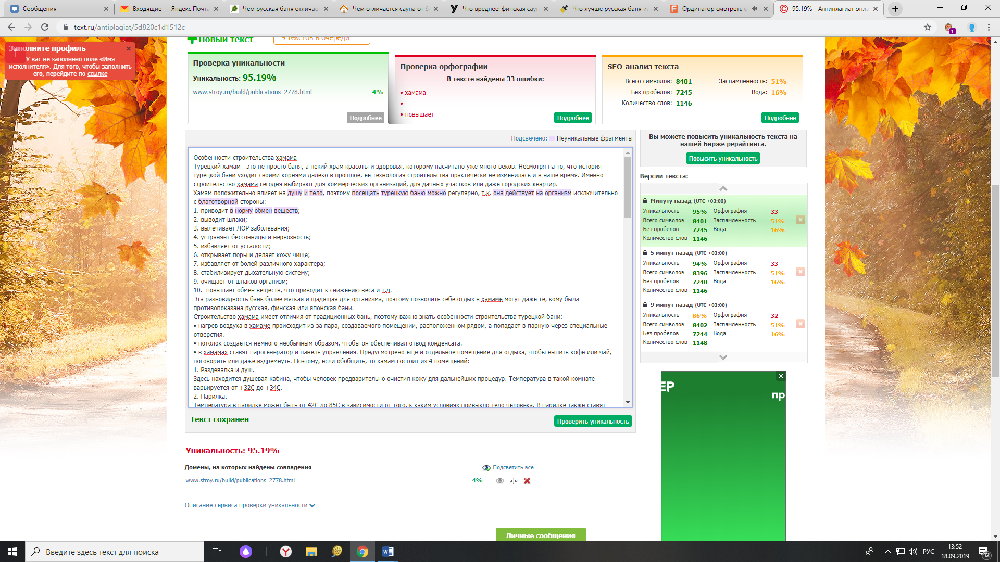 Сообщения
Входящие — Яндекс.Почта
Чем русская баня отличае
Чем отличается сауна от б
Что вреднее: финская саун
Что лучше русская баня ил
Ординатор смотреть о
95.19% - Антиплагиат онла
text.ru/antiplagiat/5d820c1d1512c
1
Заполните профиль
У вас не заполнено поле «Имя
исполнителя». Для того, чтобы заполнить
его, перейдите по ссылке
Новый текст
9 текстов в очереди
Проверка уникальности
Уникальность: 95.19%
www.stroy.ru/build/publications_2778.html 4%
Подробнее
Проверка орфографии
В тексте найдены 33 ошибки:
• хамама
• -
• повышает
Подробнее
SEO-анализ текста
Всего символов: 8401 Заспамленность: 51%
Без пробелов: 7245 Вода: 16%
Количество слов: 1146
Подробнее
Подсвечено: Неуникальные фрагменты
Особенности строительства хамама
Турецкий хамам - это не просто баня, а некий храм красоты и здоровья, которому насчитано уже много веков. Несмотря на то, что история
турецкой бани уходит своими корнями далеко в прошлое, ее технология строительства практически не изменилась и в наше время. Именно
строительство хамама сегодня выбирают для коммерческих организаций, для дачных участков или даже городских квартир.
Хамам положительно влияет на душу и тело, поэтому посещать турецкую баню можно регулярно, т.к. она действует на организм исключительно
с благотворной стороны:
1. приводит в норму обмен веществ;
2. выводит шлаки;
3. вылечивает ЛОР заболевания;
4. устраняет бессонницы и нервозность;
5. избавляет от усталости;
6. открывает поры и делает кожу чище;
7. избавляет от болей различного характера;
8. стабилизирует дыхательную систему;
9. очищает от шлаков организм;
10. повышает обмен веществ, что приводит к снижению веса и т.д.
Эта разновидность бань более мягкая и щадящая для организма, поэтому позволить себе отдых в хамаме могут даже те, кому была
противопоказана русская, финская или японская бани.
Строительство хамама имеет отличия от традиционных бань, поэтому важно знать особенности строительства турецкой бани:
• нагрев воздуха в хамаме происходит из-за пара, создаваемого помещении, расположенном рядом, а попадает в парную через специальные
отверстия.
• потолок создается немного необычным образом, чтобы он обеспечивал отвод конденсата.
• в хамамах ставят парогенератор и панель управления. Предусмотрено еще и отдельное помещение для отдыха, чтобы выпить кофе или чай,
поговорить или даже вздремнуть. Поэтому, если обобщить, то хамам состоит из 4 помещений:
1. Раздевалка и душ.
Здесь находится душевая кабина, чтобы человек предварительно очистил кожу для дальнейших процедур. Температура в такой комнате
варьируется от +32С до +34С.
2. Парилка.
Температура в парилке может быть от 42С до 85С в зависимости от того, к каким условиях привыкло тело человека. В парилке также ставят
Текст сохранен
Проверить уникальность
Вы можете повысить уникальность текста на
нашей Бирже рерайтинга.
Повысить уникальность
Версии текста:
Минуту назад (UTC +03:00)
Уникальность 95% Орфография 33
Всего символов 8401 Заспамленность 51%
Без пробелов 7245 Вода 16%
Количество слов 1146
5 минут назад (UTC +03:00)
Уникальность 94% Орфография 33
Всего символов 8396 Заспамленность 51%
Без пробелов 7240 Вода 16%
Количество слов 1146
9 минут назад (UTC +03:00)
Уникальность 86% Орфография 32
Всего символов 8402 Заспамленность 51%
Без пробелов 7244 Вода 16%
Количество слов 1148
ЕР
пр
Уникальность: 95.19%
Домены, на которых найдены совпадения Подсветить все
www.stroy.ru/build/publications_2778.html 4%
Описание сервиса проверки уникальности
Личные сообщения
Введите здесь текст для поиска
РУС
13:52
18.09.2019
12